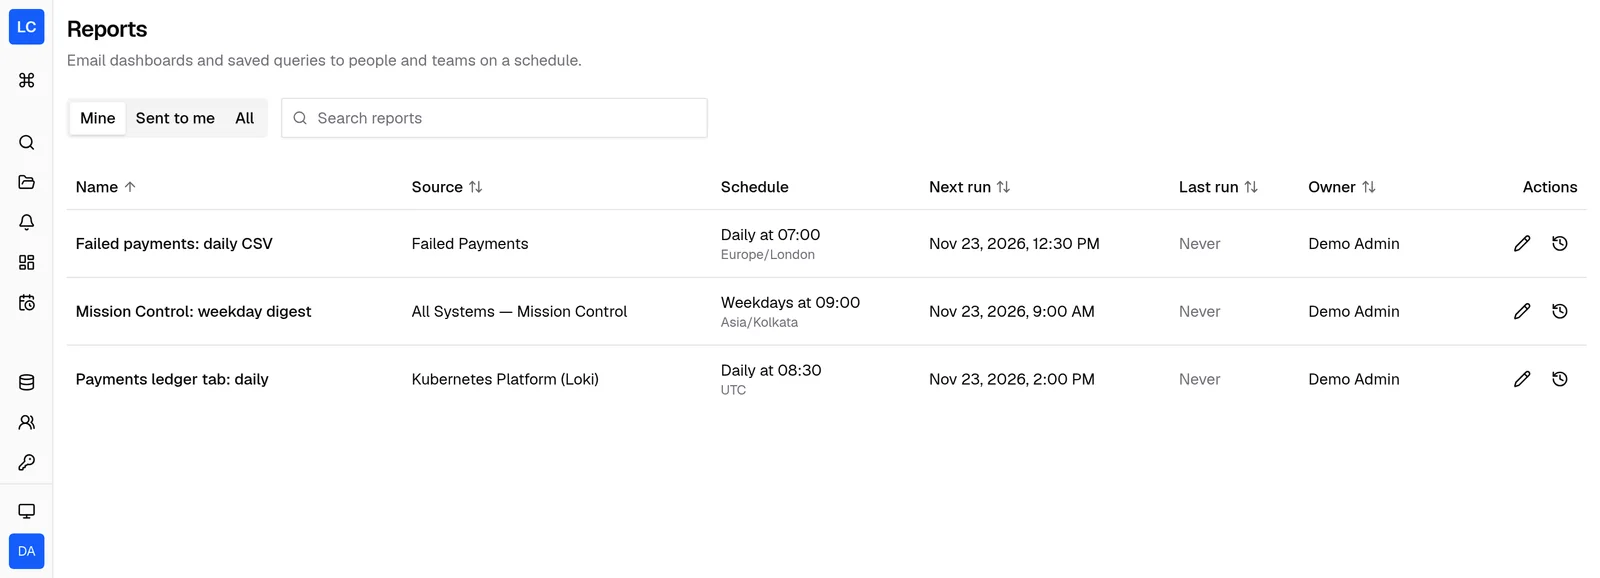 LC
Reports
Email dashboards and saved queries to people and teams on a schedule.
Mine Sent to me All Search reports
Name Source Schedule Next run Last run Owner Actions
Failed payments: daily CSV Failed Payments Daily at 07:00 Nov 23, 2026, 12:30 PM Never Demo Admin
Europe/London
Mission Control: weekday digest All Systems — Mission Control Weekdays at 09:00 Nov 23, 2026, 9:00 AM Never Demo Admin
Asia/Kolkata
Payments ledger tab: daily Kubernetes Platform (Loki) Daily at 08:30 Nov 23, 2026, 2:00 PM Never Demo Admin
UTC
DA